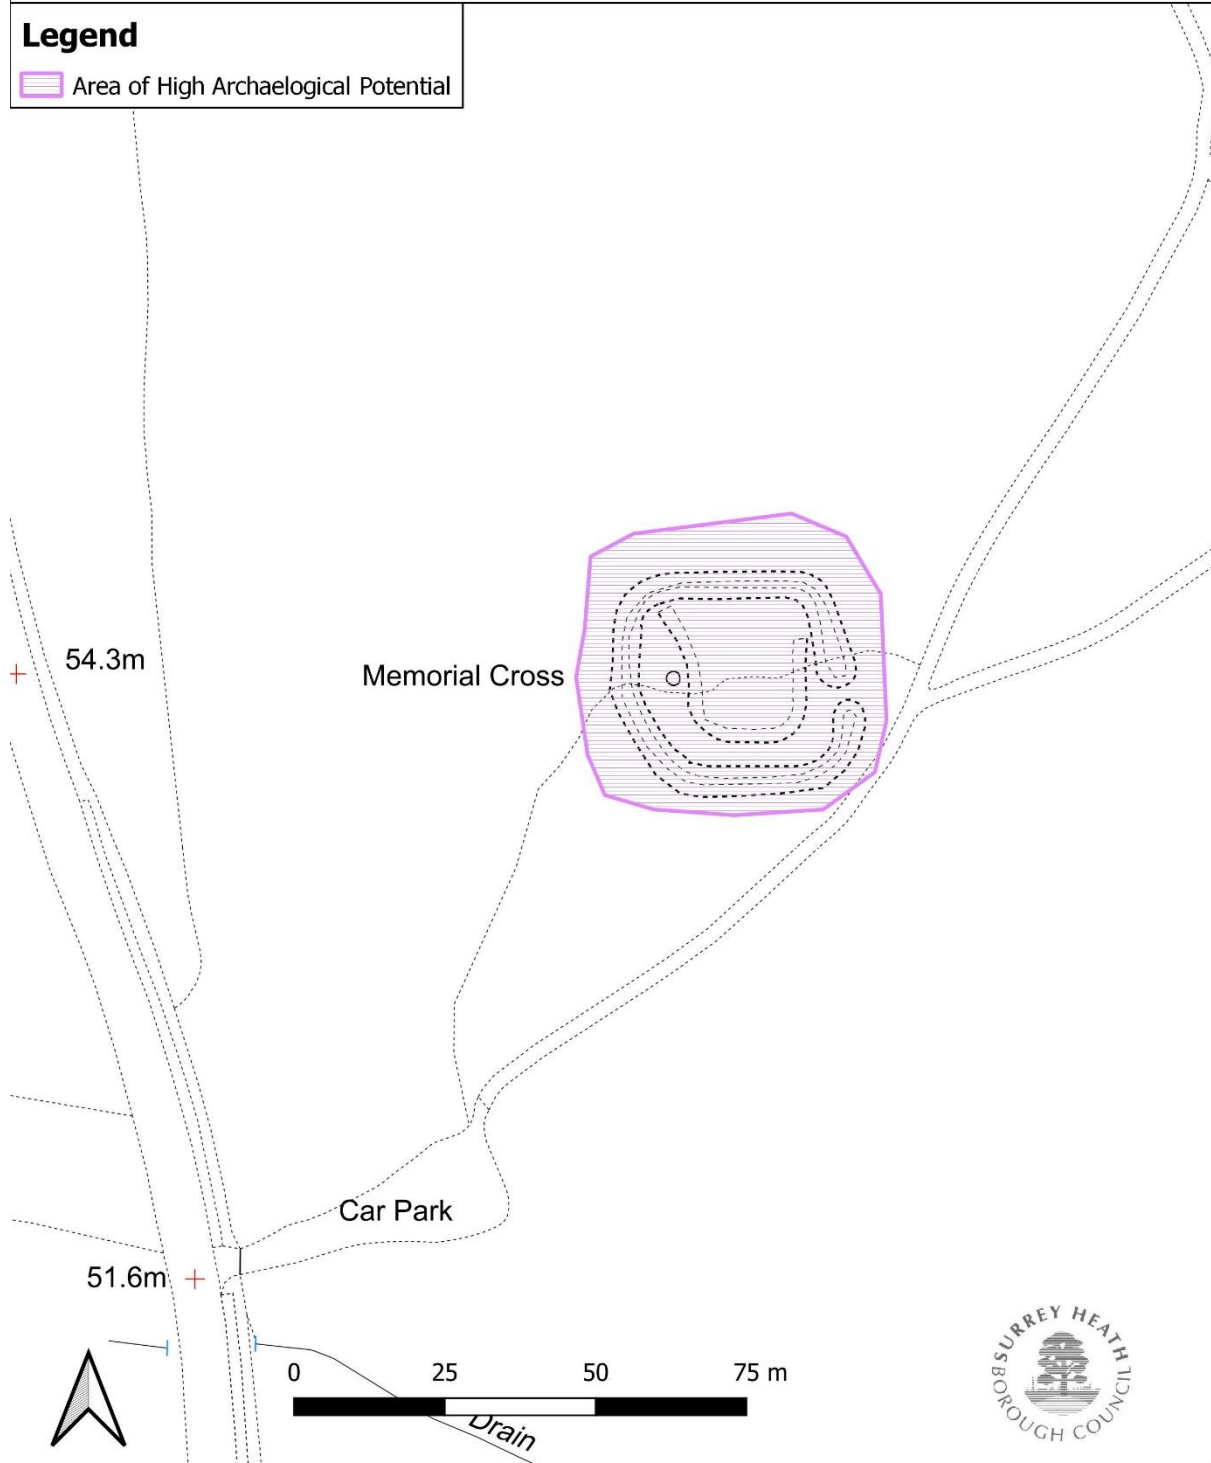 Legend
Area of High Archaelogical Potential
54.3m
Memorial Cross
Car Park
51.6m
0 25 50 75 m
Drain
SURREY HEATH
BOROUGH COUNCIL